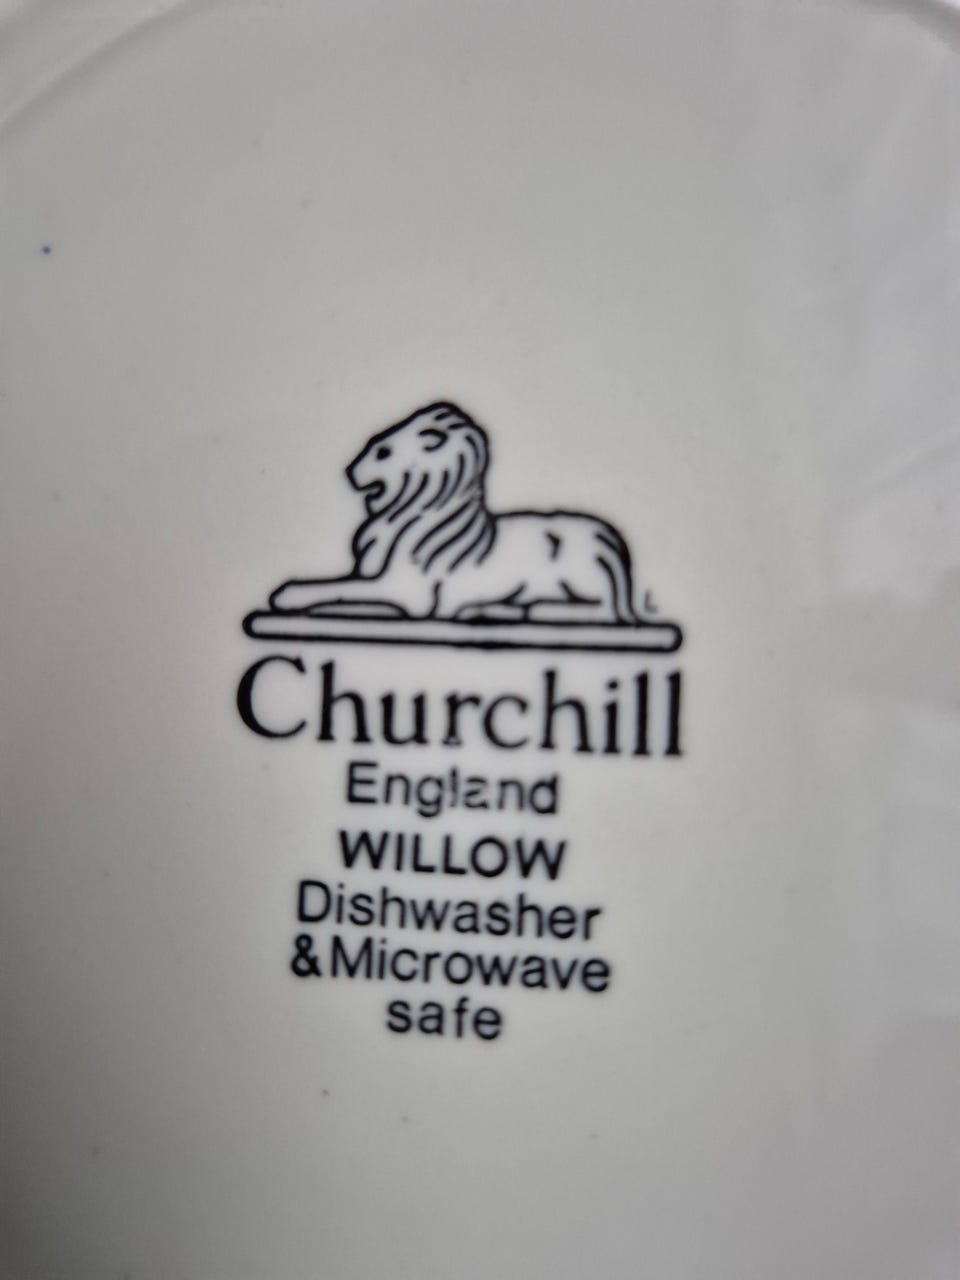 L
Churchill
England
WILLOW
Dishwasher
&Microwave
safe